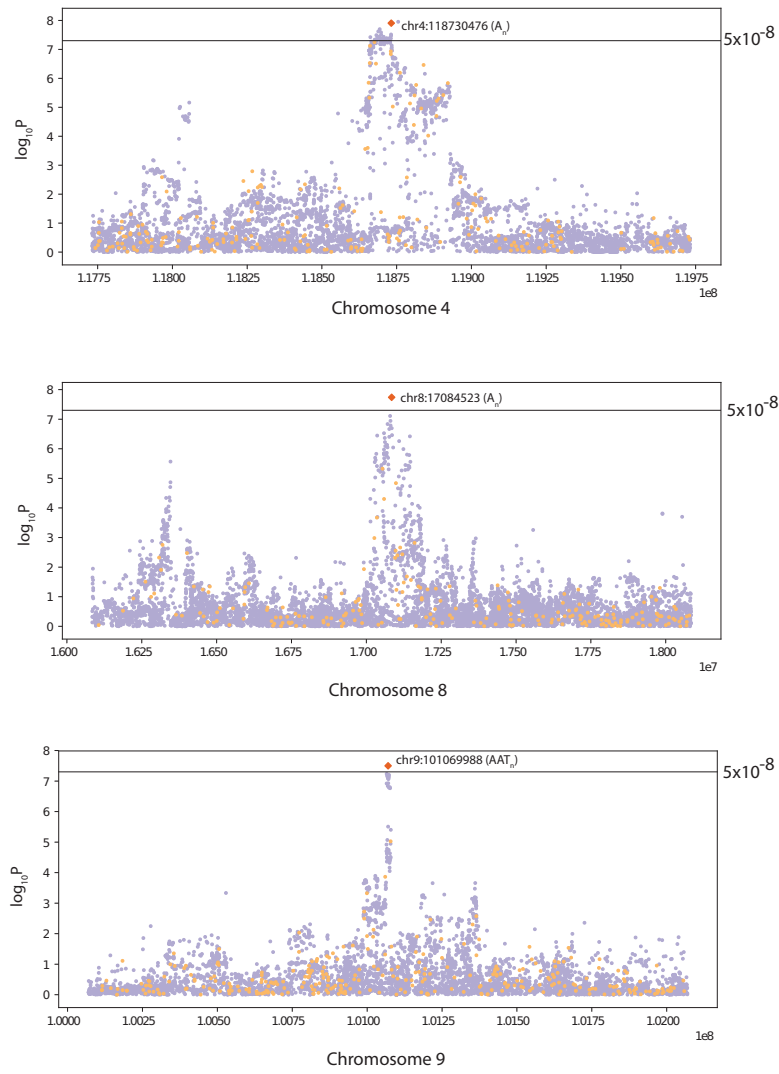 8
7
6
5
4
3
2
1
0
log₁₀P
chr4:118730476 (Aₙ)
5x10⁻⁸
1.1775 1.1800 1.1825 1.1850 1.1875 1.1900 1.1925 1.1950 1.1975
1e8
Chromosome 4
8
7
6
5
4
3
2
1
0
log₁₀P
chr8:17084523 (Aₙ)
5x10⁻⁸
1.600 1.625 1.650 1.675 1.700 1.725 1.750 1.775 1.800
1e7
Chromosome 8
8
7
6
5
4
3
2
1
0
log₁₀P
chr9:101069988 (AATₙ)
5x10⁻⁸
1.0000 1.0025 1.0050 1.0075 1.0100 1.0125 1.0150 1.0175 1.0200
1e8
Chromosome 9